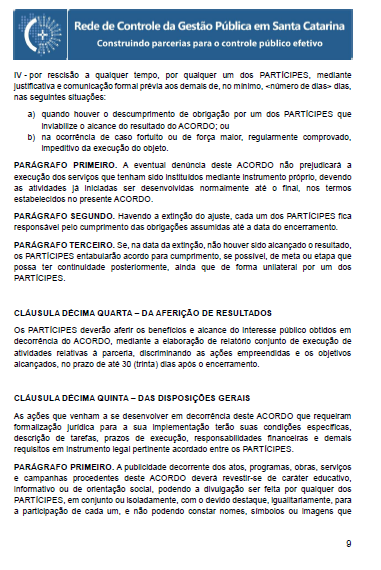 Rede de Controle da Gestão Pública em Santa Catarina
Construindo parcerias para o controle público efetivo
IV - por rescisão a qualquer tempo, por qualquer um dos PARTÍCIPES, mediante
justificativa e comunicação formal prévia aos demais de, no mínimo, <número de dias> dias,
nas seguintes situações:
a) quando houver o descumprimento de obrigação por um dos PARTÍCIPES que
inviabilize o alcance do resultado do ACORDO; ou
b) na ocorrência de caso fortuito ou de força maior, regularmente comprovado,
impeditivo da execução do objeto.
PARÁGRAFO PRIMEIRO. A eventual denúncia deste ACORDO não prejudicará a
execução dos serviços que tenham sido instituídos mediante instrumento próprio, devendo
as atividades já iniciadas ser desenvolvidas normalmente até o final, nos termos
estabelecidos no presente ACORDO.
PARÁGRAFO SEGUNDO. Havendo a extinção do ajuste, cada um dos PARTÍCIPES fica
responsável pelo cumprimento das obrigações assumidas até a data do encerramento.
PARÁGRAFO TERCEIRO. Se, na data da extinção, não houver sido alcançado o resultado,
os PARTÍCIPES entabularão acordo para cumprimento, se possível, de meta ou etapa que
possa ter continuidade posteriormente, ainda que de forma unilateral por um dos
PARTÍCIPES.
CLÁUSULA DÉCIMA QUARTA – DA AFERIÇÃO DE RESULTADOS
Os PARTÍCIPES deverão aferir os benefícios e alcance do interesse público obtidos em
decorrência do ACORDO, mediante a elaboração de relatório conjunto de execução de
atividades relativas à parceria, discriminando as ações empreendidas e os objetivos
alcançados, no prazo de até 30 (trinta) dias após o encerramento.
CLÁUSULA DÉCIMA QUINTA – DAS DISPOSIÇÕES GERAIS
As ações que venham a se desenvolver em decorrência deste ACORDO que requeiram
formalização jurídica para a sua implementação terão suas condições específicas,
descrição de tarefas, prazos de execução, responsabilidades financeiras e demais
requisitos em instrumento legal pertinente acordado entre os PARTÍCIPES.
PARÁGRAFO PRIMEIRO. A publicidade decorrente dos atos, programas, obras, serviços
e campanhas procedentes deste ACORDO deverá revestir-se de caráter educativo,
informativo ou de orientação social, podendo a divulgação ser feita por qualquer dos
PARTÍCIPES, em conjunto ou isoladamente, com o devido destaque, igualitariamente, para
a participação de cada um, e não podendo constar nomes, símbolos ou imagens que
9